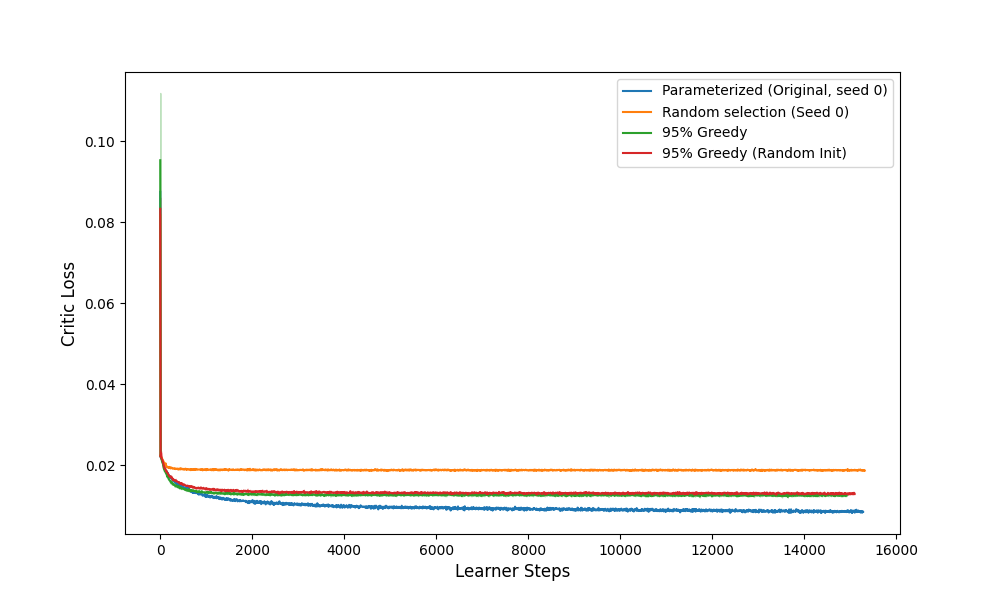 Parameterized (Original, seed 0)
Random selection (Seed 0)
95% Greedy
95% Greedy (Random Init)
0.10
0.08
0.06
0.04
0.02
Critic Loss
0 2000 4000 6000 8000 10000 12000 14000 16000
Learner Steps